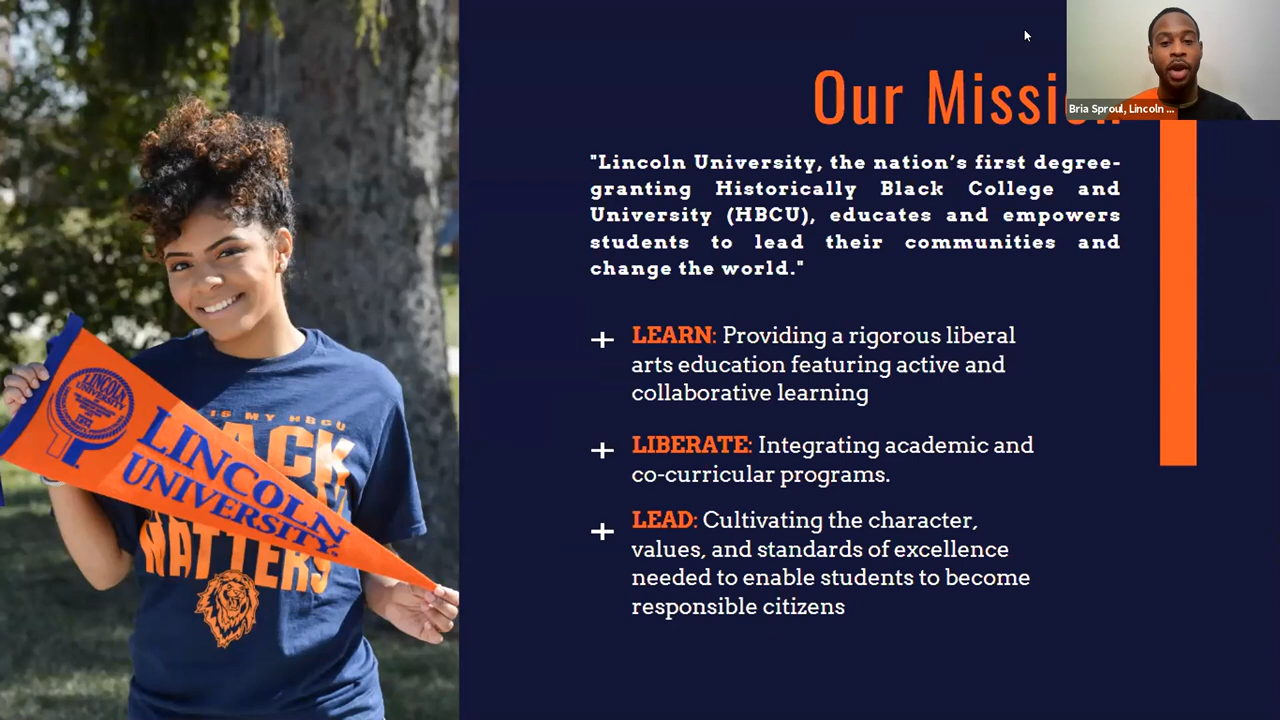 Our Missi
Bria Sproul, Lincoln ...
"Lincoln University, the nation’s first degree-
granting Historically Black College and
University (HBCU), educates and empowers
students to lead their communities and
change the world."
+ LEARN: Providing a rigorous liberal
arts education featuring active and
collaborative learning
+ LIBERATE: Integrating academic and
co-curricular programs.
+ LEAD: Cultivating the character,
values, and standards of excellence
needed to enable students to become
responsible citizens
LINCOLN
UNIVERSITY
LINCOLN
UNIVERSITY
IS MY HBCU
MATTERS